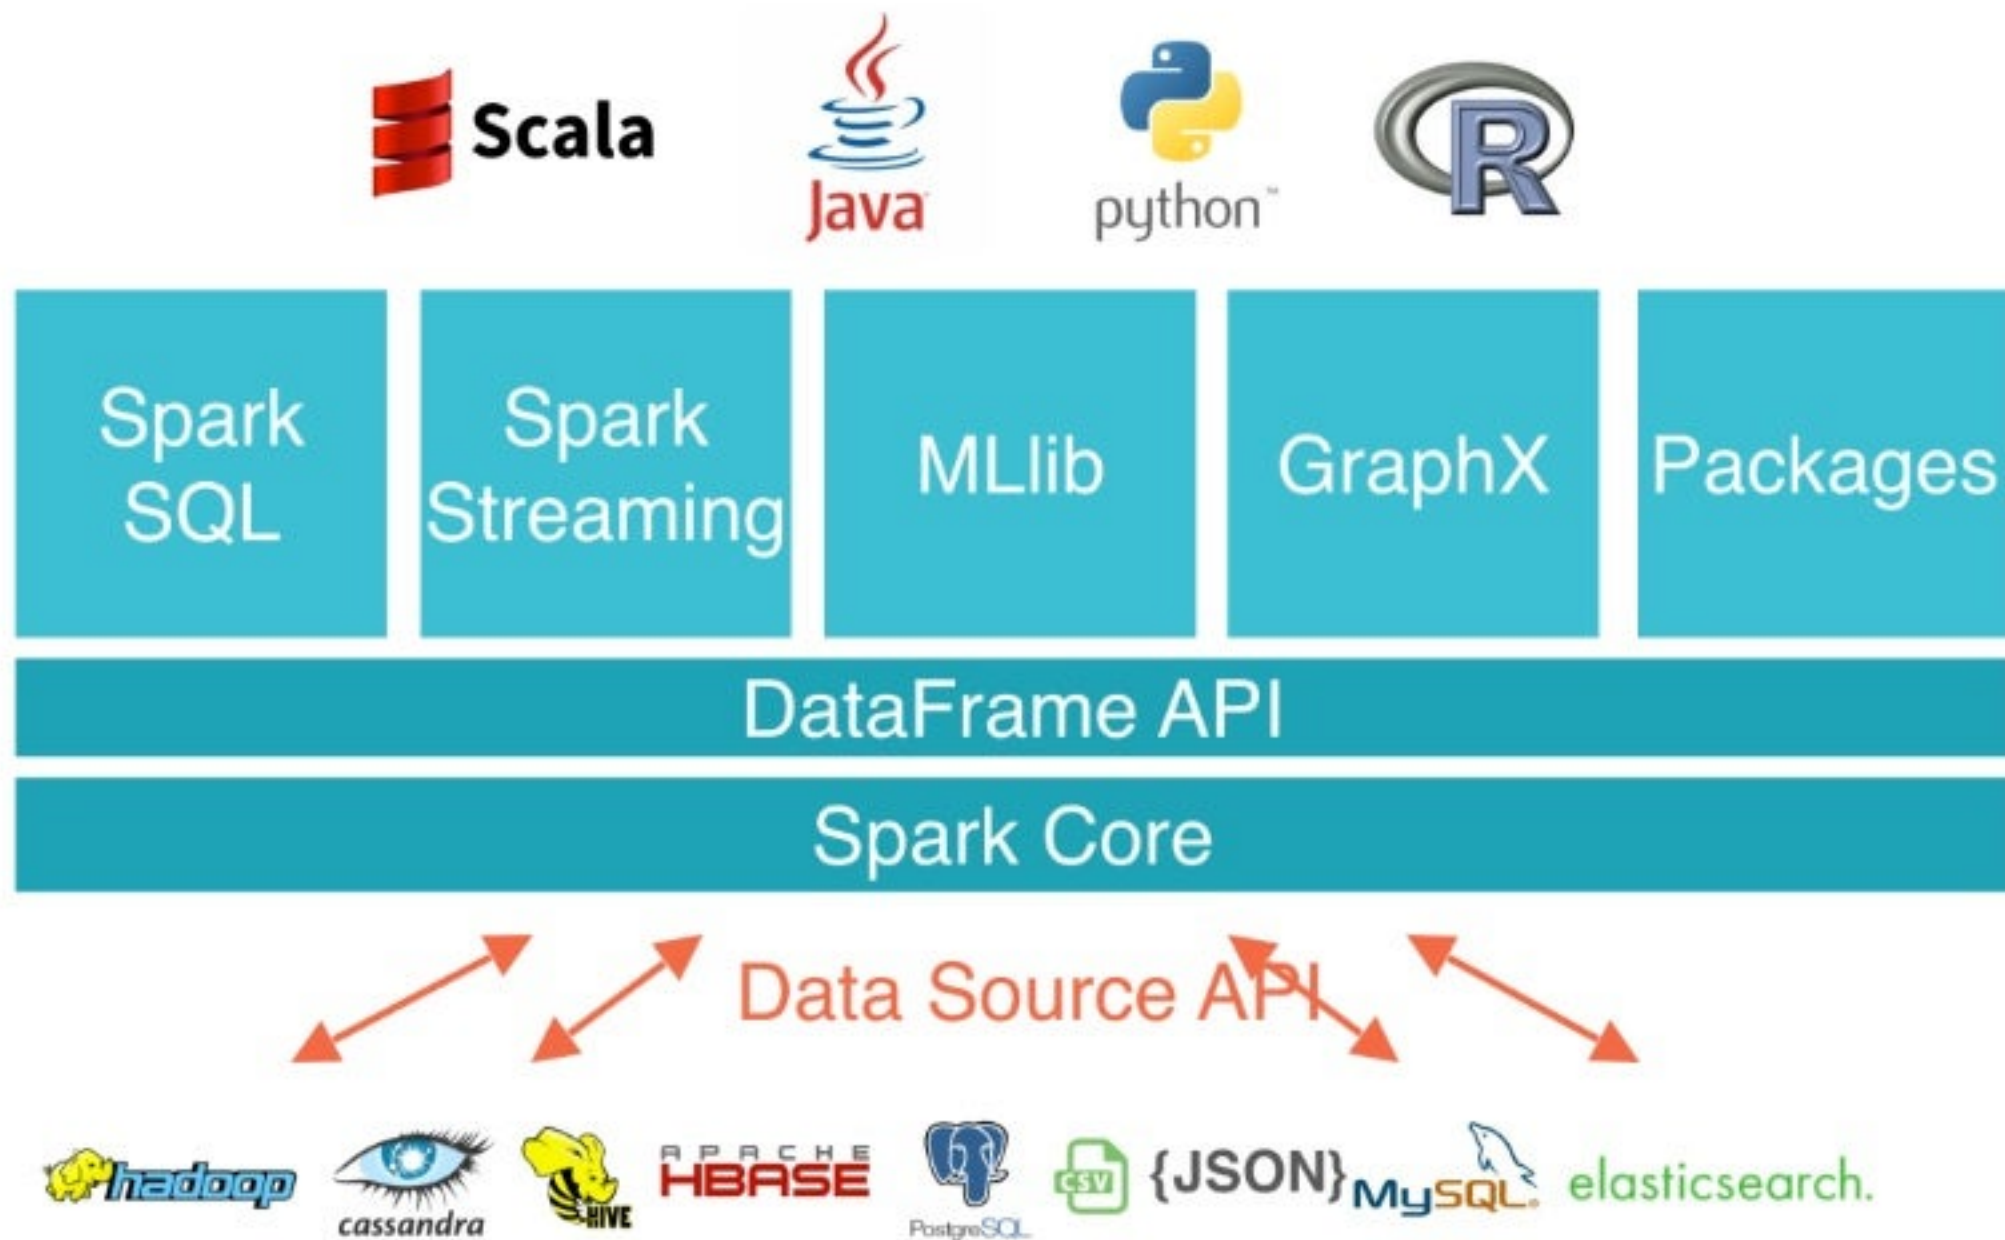 Scala
Java
python™
R
Spark
SQL
Spark
Streaming
MLlib
GraphX
Packages
DataFrame API
Spark Core
Data Source API
hadoop
cassandra
HIVE
APACHE
HBASE
PostgreSQL
CSV
{JSON}
MySQL
elasticsearch.